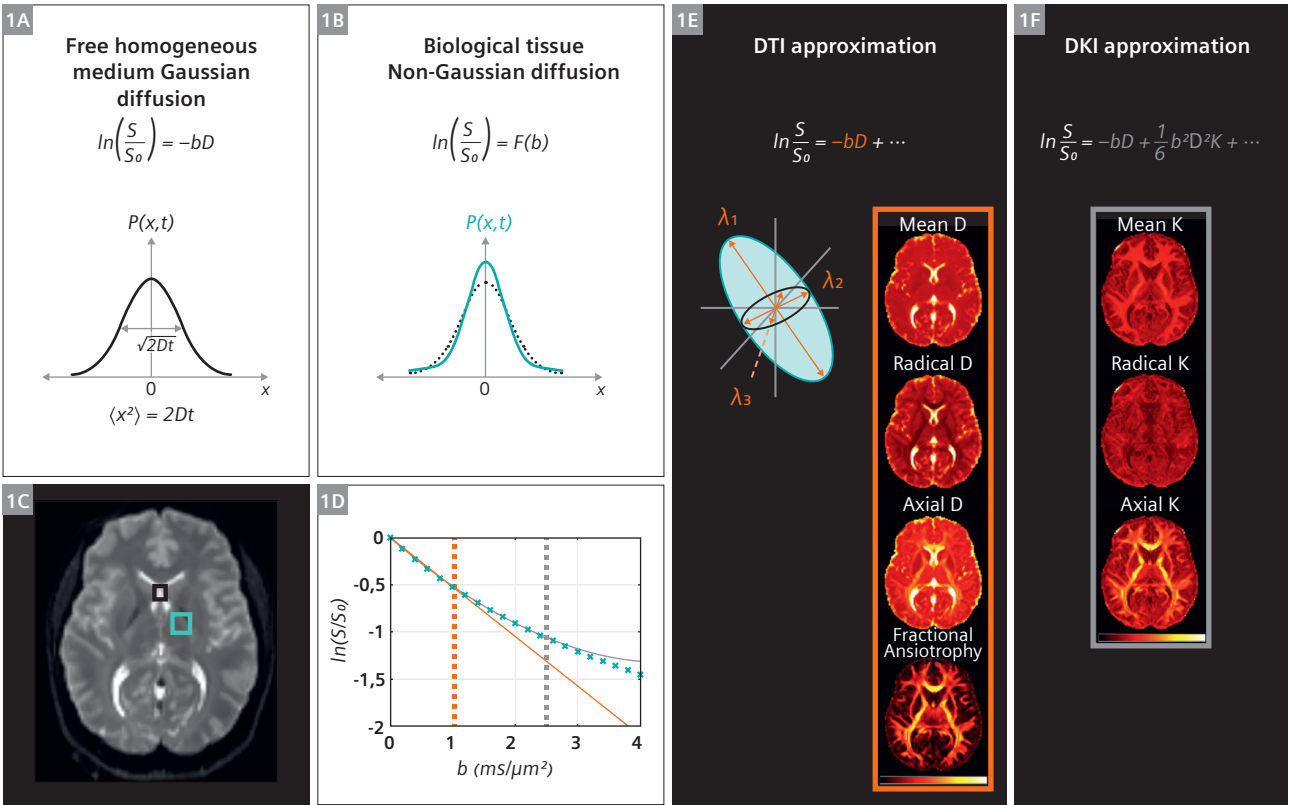 1A
Free homogeneous
medium Gaussian
diffusion
ln(S/S₀) = −bD
P(x,t)
√2Dt
0
x
⟨x²⟩ = 2Dt
1B
Biological tissue
Non-Gaussian diffusion
ln(S/S₀) = F(b)
P(x,t)
0
x
1C
1D
ln(S/S₀)
0
-0,5
-1
-1,5
-2
0 1 2 3 4
b (ms/μm²)
1E
DTI approximation
ln S/S₀ = −bD + ···
λ1
λ2
λ3
Mean D
Radical D
Axial D
Fractional
Ansiotrophy
1F
DKI approximation
ln S/S₀ = −bD + 1/6 b²D²K + ···
Mean K
Radical K
Axial K